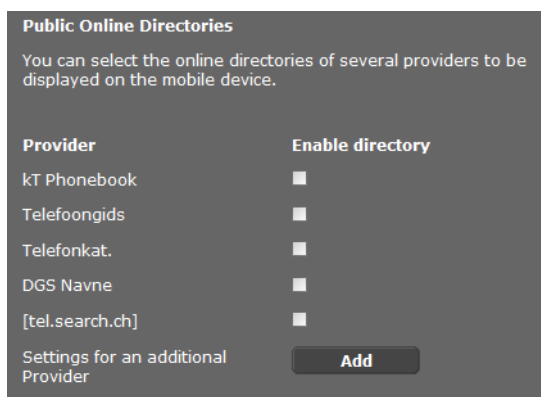 Public Online Directories
You can select the online directories of several providers to be
displayed on the mobile device.
Provider Enable directory
kT Phonebook
Telefoongids
Telefonkat.
DGS Navne
[tel.search.ch]
Settings for an additional
Provider
Add